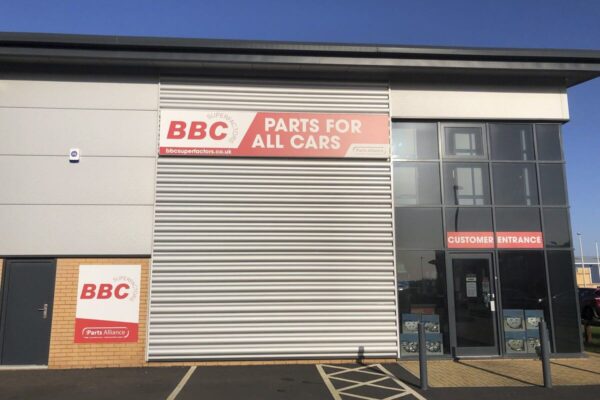 BBC SUPERFACTORS
bbcsuperfactors.co.uk
PARTS FOR
ALL CARS
Parts Alliance
CUSTOMER ENTRANCE
BBC SUPERFACTORS
Parts Alliance